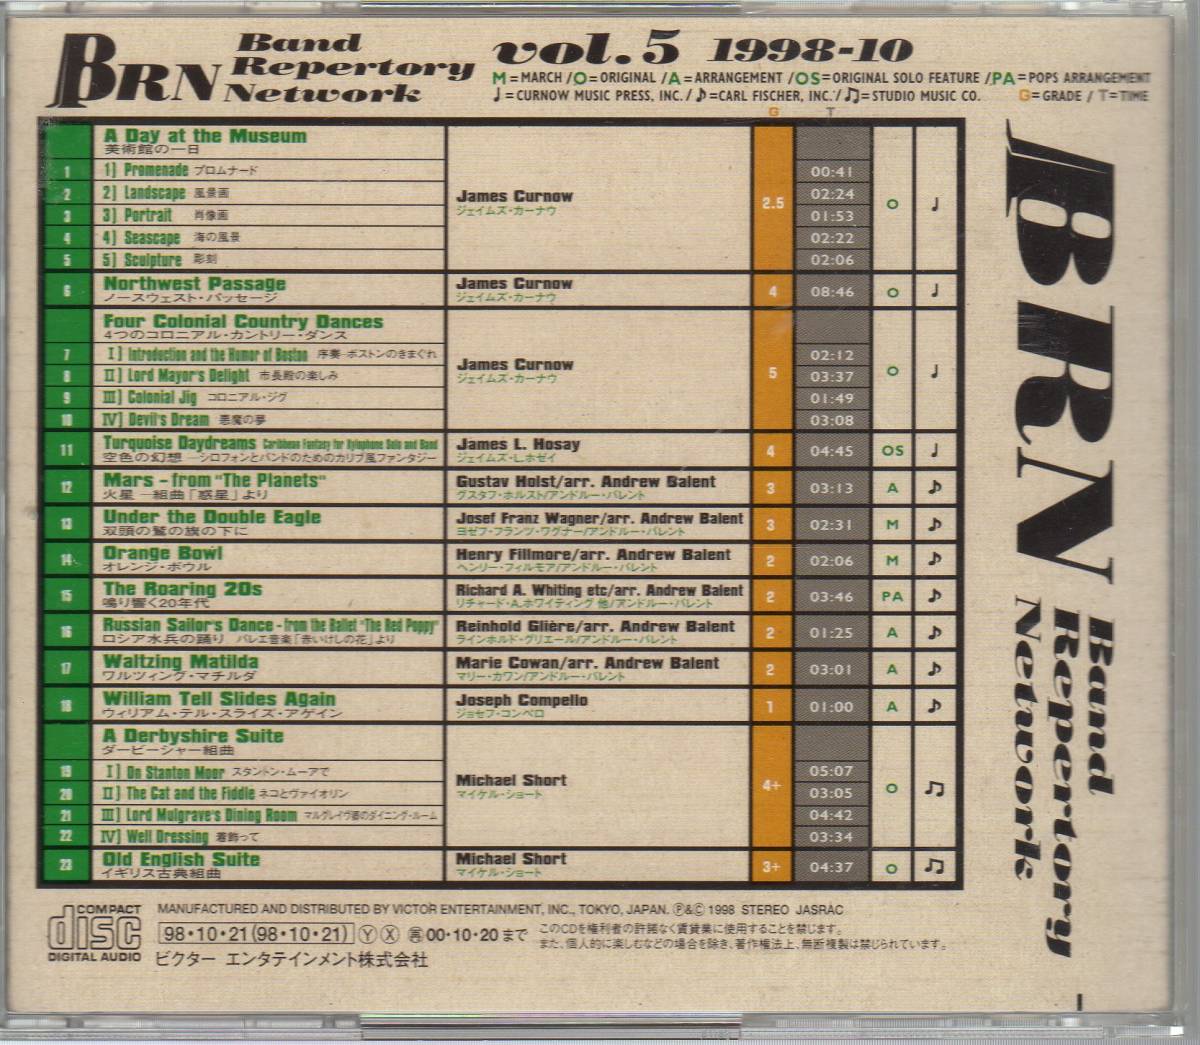 BRN Band Repertory Network vol.5 1998-10
M=MARCH /O=ORIGINAL /A=ARRANGEMENT /OS=ORIGINAL SOLO FEATURE /PA=POPS ARRANGEMENT
♩=CURNOW MUSIC PRESS, INC. / ♪=CARL FISCHER, INC. / ♫=STUDIO MUSIC CO. G=GRADE / T=TIME
G T
A Day at the Museum
美術館の一日
1 1) Promenade プロムナード 00:41
2 2) Landscape 風景画 02:24
James Curnow
ジェイムズ・カーナウ
2.5 O ♩
3 3) Portrait 肖像画 01:53
4 4) Seascape 海の風景 02:22
5 5) Sculpture 彫刻 02:06
6 Northwest Passage James Curnow 4 08:46 O ♩
ノースウェスト・パッセージ ジェイムズ・カーナウ
Four Colonial Country Dances
4つのコロニアル・カントリー・ダンス
7 I) Introduction and the Humor of Boston 序奏―ボストンのきまぐれ 02:12
James Curnow
ジェイムズ・カーナウ
5 O ♩
8 II) Lord Mayor's Delight 市長殿の楽しみ 03:37
9 III) Colonial Jig コロニアル・ジグ 01:49
10 IV) Devil's Dream 悪魔の夢 03:08
11 Turquoise Daydreams Caribbean Fantasy for Xylophone Solo and Band James L. Hosay 4 04:45 OS ♩
空色の幻想 ―シロフォンとバンドのためのカリブ風ファンタジー ジェイムズ・L.ホゼイ
12 Mars - from "The Planets" Gustav Holst/arr. Andrew Balent 3 03:13 A ♪
火星 ―組曲「惑星」より グスタフ・ホルスト/アンドルー・バレント
13 Under the Double Eagle Josef Franz Wagner/arr. Andrew Balent 3 02:31 M ♪
双頭の鷲の旗の下に ヨゼフ・フランツ・ワグナー/アンドルー・バレント
14 Orange Bowl Henry Fillmore/arr. Andrew Balent 2 02:06 M ♪
オレンジ・ボウル ヘンリー・フィルモア/アンドルー・バレント
15 The Roaring 20s Richard A. Whiting etc/arr. Andrew Balent 2 03:46 PA ♪
鳴り響く20年代 リチャード・A.ホワイティング 他/アンドルー・バレント
16 Russian Sailor's Dance - from the Ballet "The Red Poppy" Reinhold Glière/arr. Andrew Balent 2 01:25 A ♪
ロシア水兵の踊り バレエ音楽「赤いけしの花」より ラインホルド・グリエール/アンドルー・バレント
17 Waltzing Matilda Marie Cowan/arr. Andrew Balent 2 03:01 A ♪
ワルツィング・マチルダ マリー・カワン/アンドルー・バレント
18 William Tell Slides Again Joseph Compello 1 01:00 A ♪
ウィリアム・テル・スライズ・アゲイン ジョセフ・コンペロ
A Derbyshire Suite
ダービーシャー組曲
19 I) On Stanton Moor スタントン・ムーアで 05:07
Michael Short
マイケル・ショート
4+ O ♫
20 II) The Cat and the Fiddle ネコとヴァイオリン 03:05
21 III) Lord Mulgrave's Dining Room マルグレイヴ卿のダイニング・ルーム 04:42
22 IV) Well Dressing 着飾って 03:34
23 Old English Suite Michael Short 3+ 04:37 O ♫
イギリス古典組曲 マイケル・ショート
COMPACT disc DIGITAL AUDIO
MANUFACTURED AND DISTRIBUTED BY VICTOR ENTERTAINMENT, INC., TOKYO, JAPAN. Ⓟ&Ⓒ 1998 STEREO JASRAC
98・10・21(98・10・21) Ⓨ Ⓧ 再 00・10・20まで
このCDを権利者の許諾なく賃貸業に使用することを禁じます。
また、個人的に楽しむなどの場合を除き、著作権法上、無断複製は禁じられています。
ビクター エンタテインメント株式会社
BRN Band Repertory Network